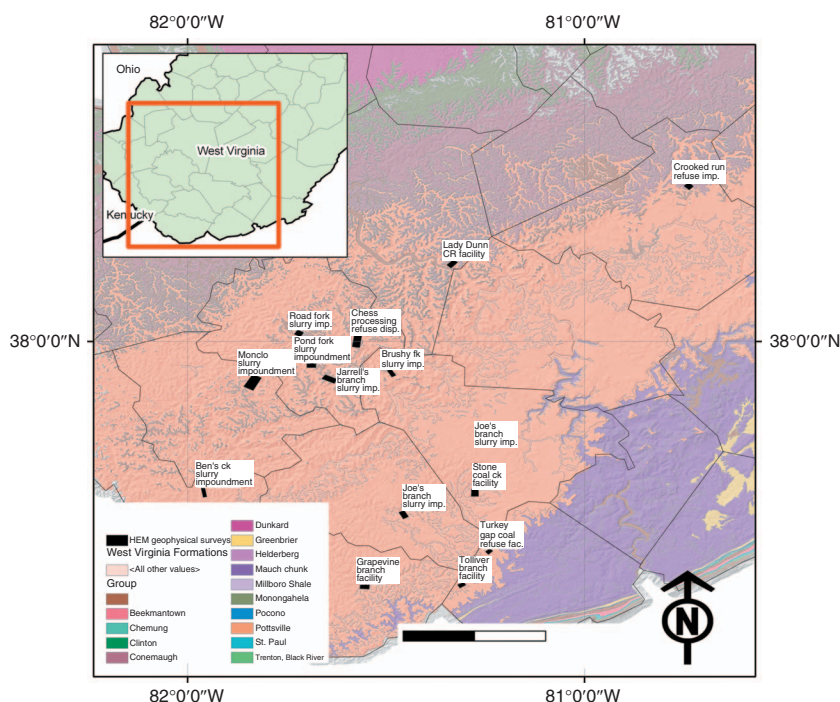 82°0'0"W
81°0'0"W
Ohio
West Virginia
Kentucky
Crooked run
refuse imp.
Lady Dunn
CR facility
Road fork
slurry imp.
Chess
processing
refuse disp.
38°0'0"N
38°0'0"N
Pond fork
slurry
impoundment
Monclo
slurry
impoundment
Brushy fk
slurry imp.
Jarrell's
branch
slurry imp.
Joe's
branch
slurry imp.
Ben's ck
slurry
impoundment
Stone
coal ck
facility
Joe's
branch
slurry imp.
Turkey
gap coal
refuse fac.
Grapevine
branch
facility
Tolliver
branch
facility
HEM geophysical surveys
West Virginia Formations
<All other values>
Group
Beekmantown
Chemung
Clinton
Conemaugh
Dunkard
Greenbrier
Helderberg
Mauch chunk
Millboro Shale
Monongahela
Pocono
Pottsville
St. Paul
Trenton, Black River
N
82°0'0"W
81°0'0"W